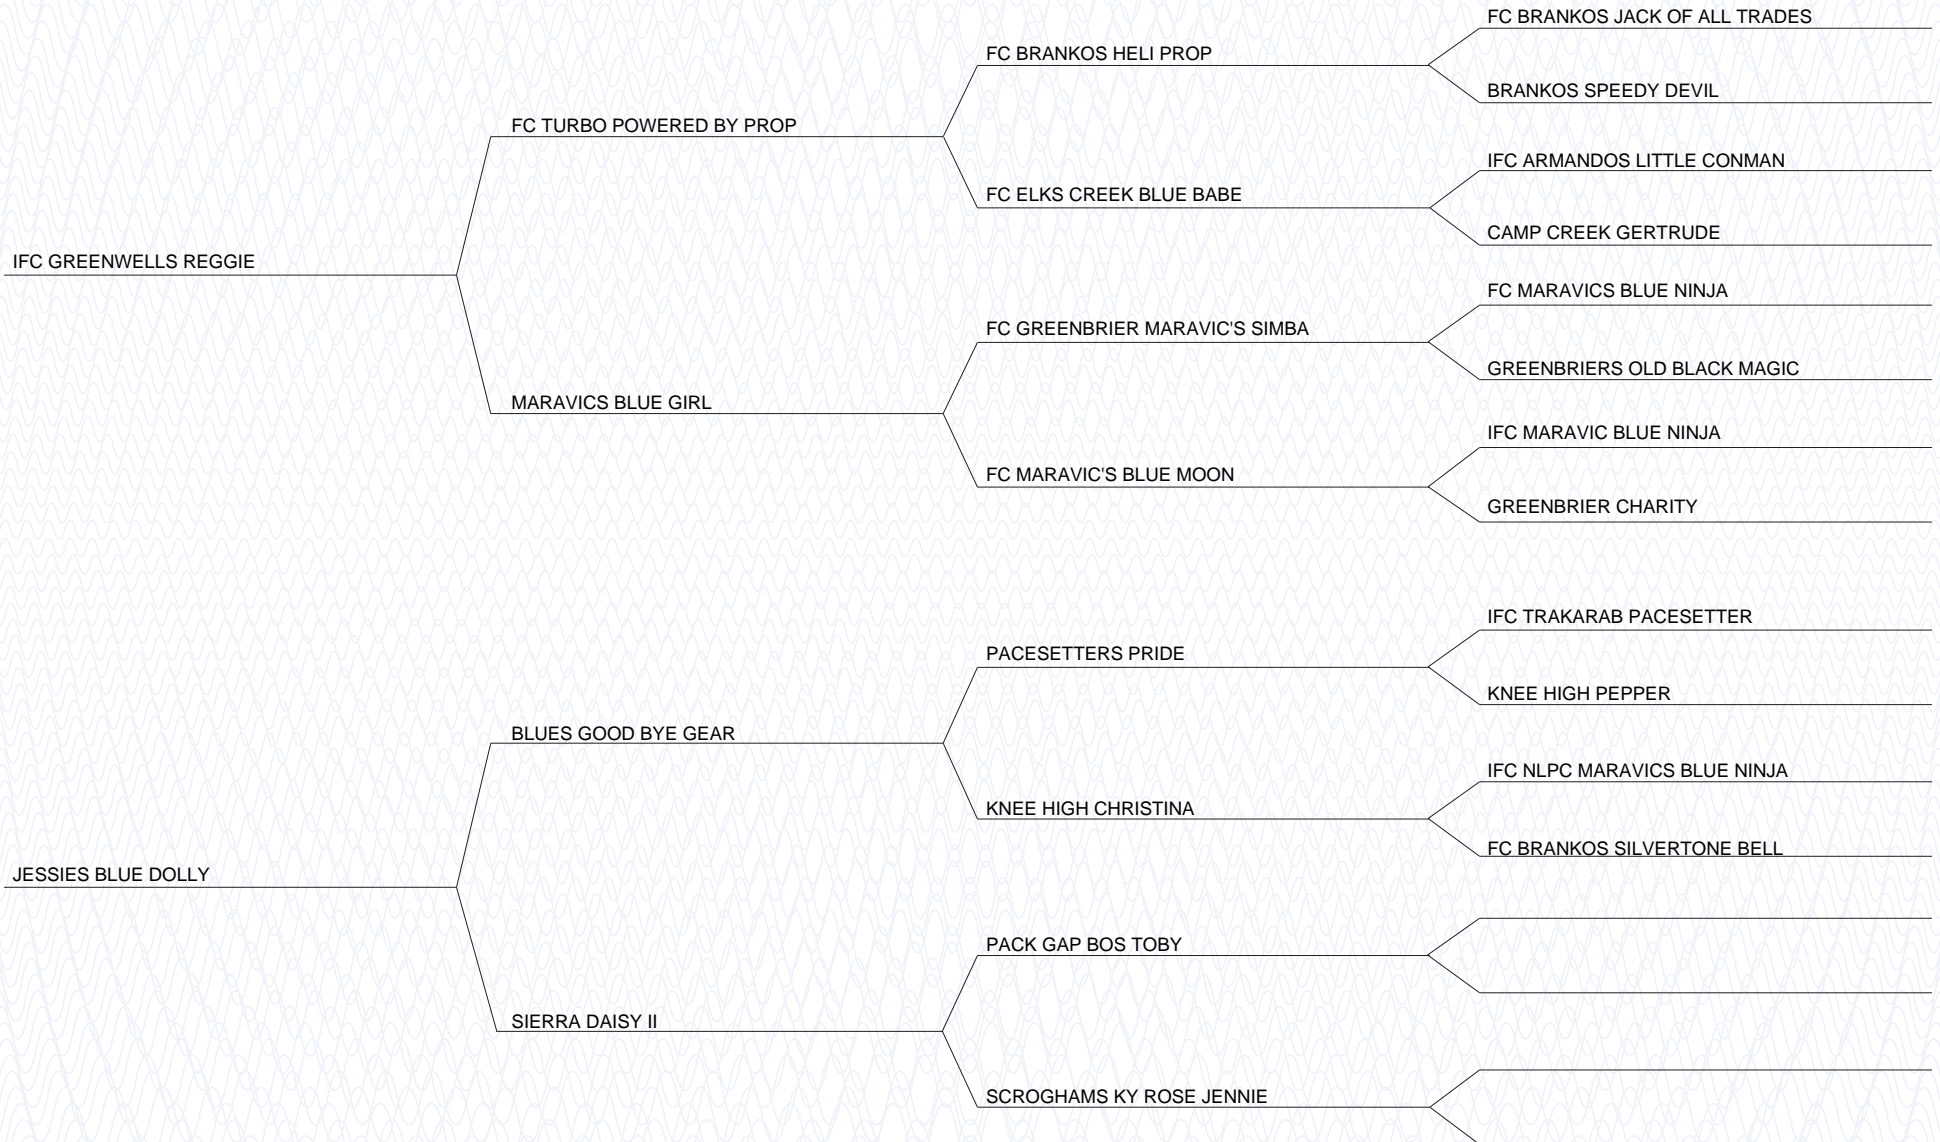 FC BRANKOS JACK OF ALL TRADES
FC BRANKOS HELI PROP
BRANKOS SPEEDY DEVIL
FC TURBO POWERED BY PROP
IFC ARMANDOS LITTLE CONMAN
FC ELKS CREEK BLUE BABE
CAMP CREEK GERTRUDE
IFC GREENWELLS REGGIE
FC MARAVICS BLUE NINJA
FC GREENBRIER MARAVIC'S SIMBA
GREENBRIERS OLD BLACK MAGIC
MARAVICS BLUE GIRL
IFC MARAVIC BLUE NINJA
FC MARAVIC'S BLUE MOON
GREENBRIER CHARITY
IFC TRAKARAB PACESETTER
PACESETTERS PRIDE
KNEE HIGH PEPPER
BLUES GOOD BYE GEAR
IFC NLPC MARAVICS BLUE NINJA
KNEE HIGH CHRISTINA
FC BRANKOS SILVERTONE BELL
JESSIES BLUE DOLLY
PACK GAP BOS TOBY
SIERRA DAISY II
SCROGHAMS KY ROSE JENNIE